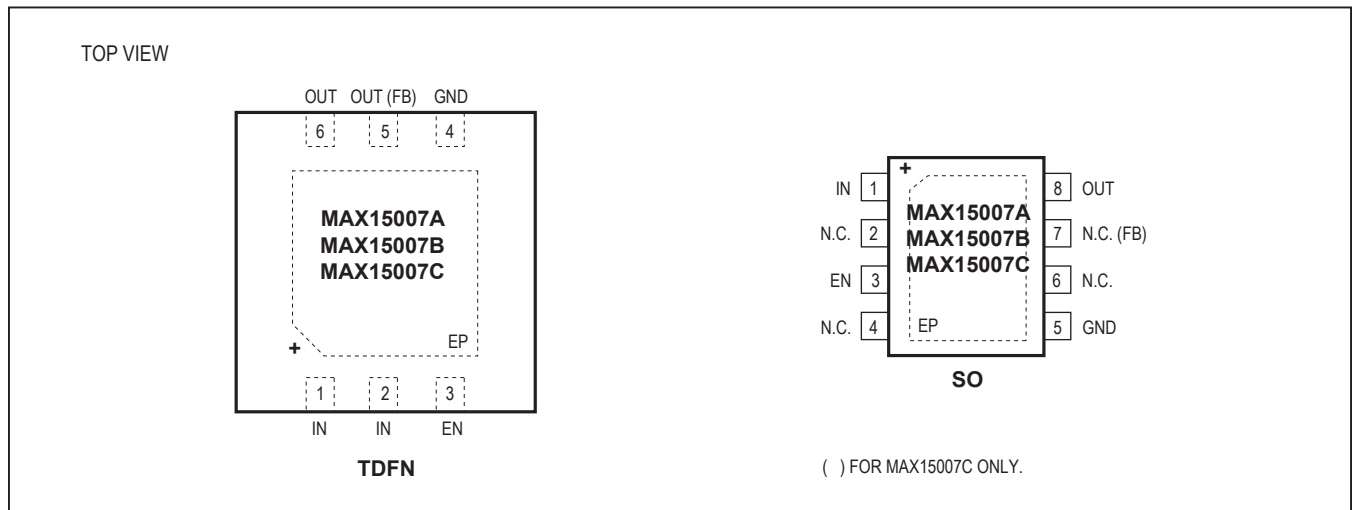 TOP VIEW
OUT OUT (FB) GND
6 5 4
MAX15007A
MAX15007B
MAX15007C
+ EP
1 2 3
IN IN EN
TDFN
+
IN 1 8 OUT
MAX15007A
N.C. 2 MAX15007B 7 N.C. (FB)
MAX15007C
EN 3 6 N.C.
N.C. 4 EP 5 GND
SO
( ) FOR MAX15007C ONLY.